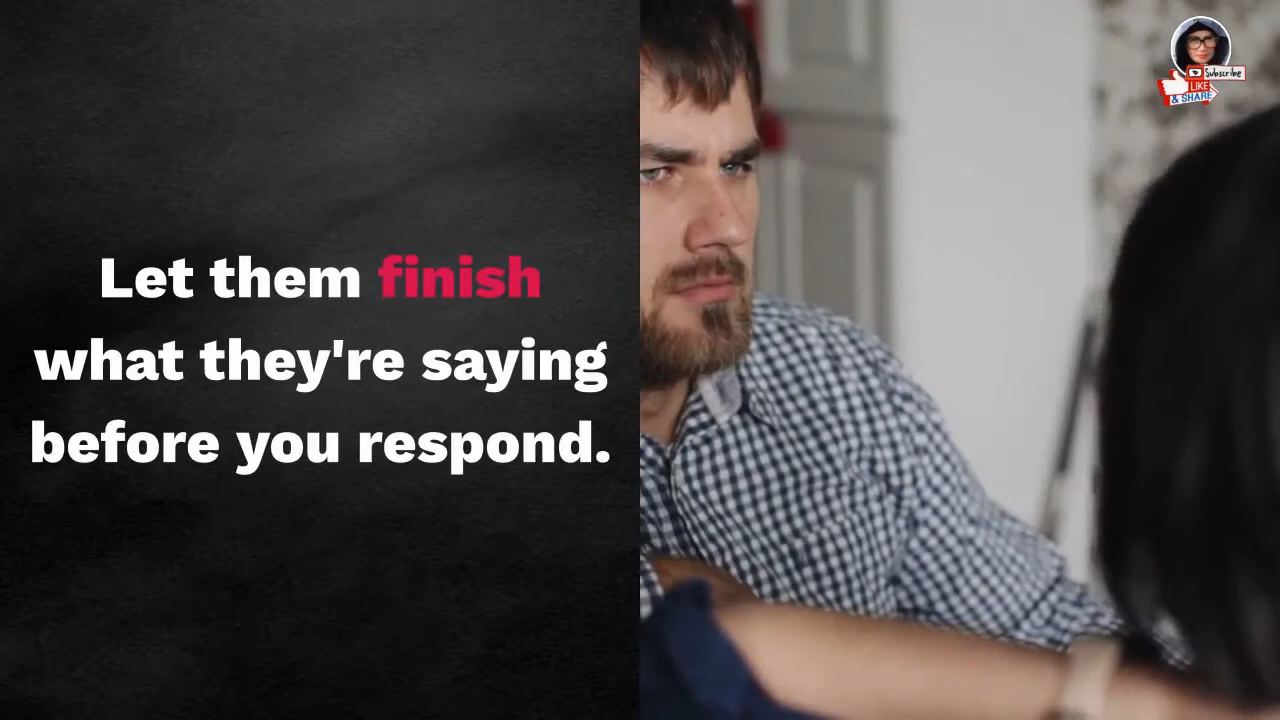 Let them finish
what they're saying
before you respond.
Subscribe
LIKE
& SHARE